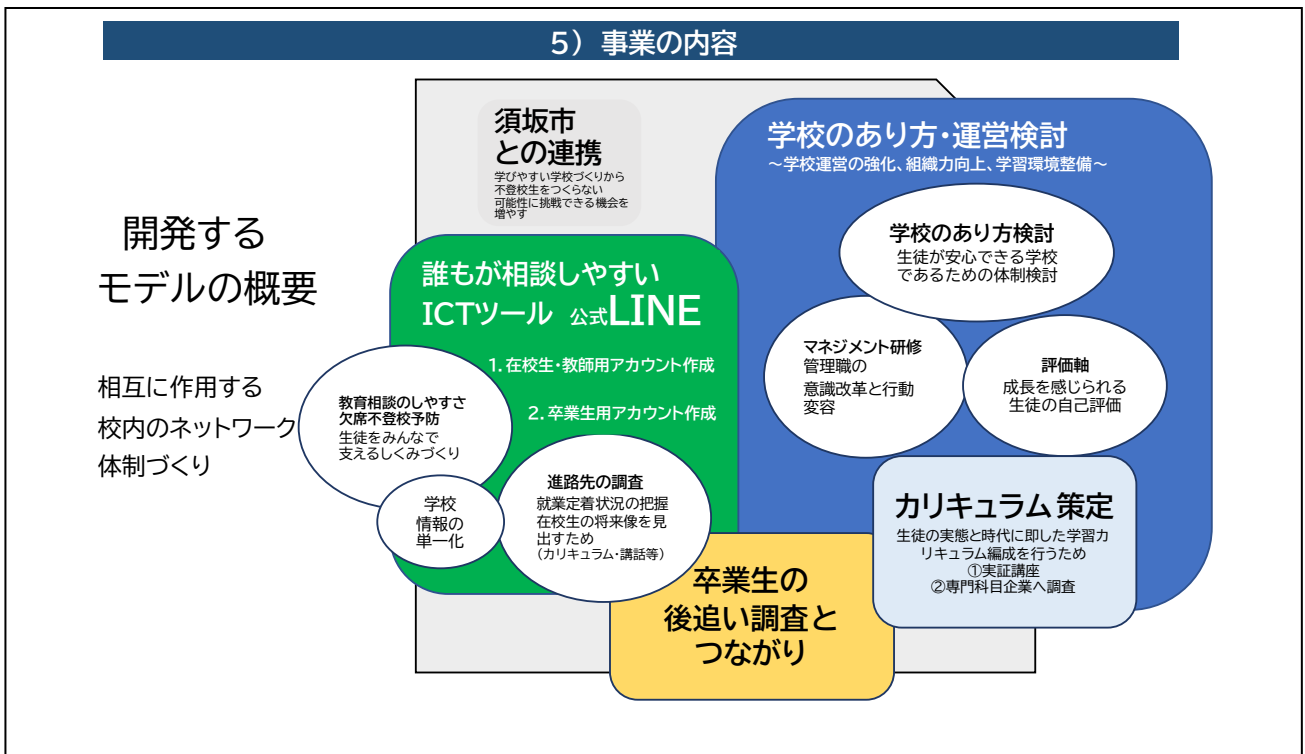 5）事業の内容
開発する
モデルの概要
相互に作用する
校内のネットワーク
体制づくり
須坂市
との連携
学びやすい学校づくりから
不登校生をつくらない
可能性に挑戦できる機会を
増やす
誰もが相談しやすい
ICTツール 公式LINE
1. 在校生・教師用アカウント作成
2. 卒業生用アカウント作成
教育相談のしやすさ
欠席不登校予防
生徒をみんなで
支えるしくみづくり
学校
情報の
単一化
進路先の調査
就業定着状況の把握
在校生の将来像を見
出すため
（カリキュラム・講話等）
卒業生の
後追い調査と
つながり
学校のあり方・運営検討
～学校運営の強化、組織力向上、学習環境整備～
学校のあり方検討
生徒が安心できる学校
であるための体制検討
マネジメント研修
管理職の
意識改革と行動
変容
評価軸
成長を感じられる
生徒の自己評価
カリキュラム 策定
生徒の実態と時代に即した学習カ
リキュラム編成を行うため
①実証講座
②専門科目企業へ調査